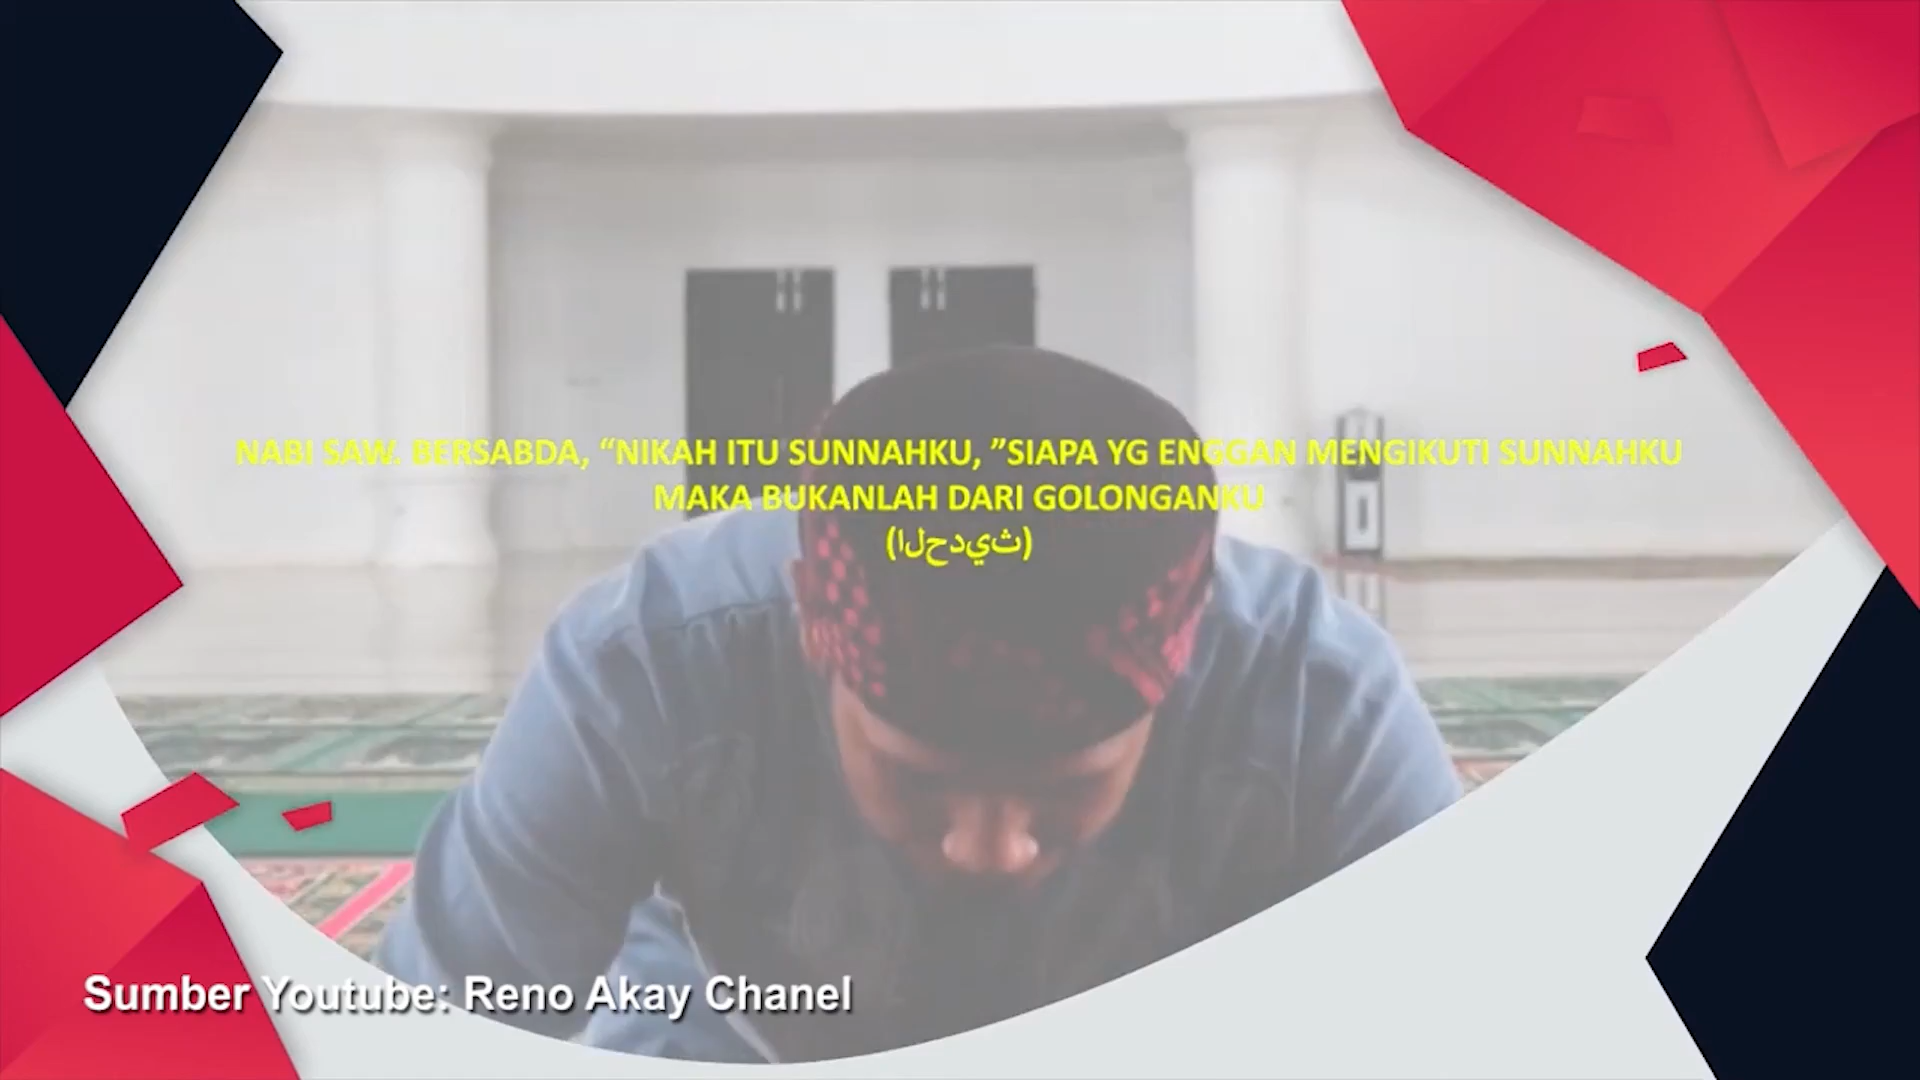 NABI SAW. BERSABDA, “NIKAH ITU SUNNAHKU, ”SIAPA YG ENGGAN MENGIKUTI SUNNAHKU
MAKA BUKANLAH DARI GOLONGANKU
(الحديث)
Sumber Youtube: Reno Akay Chanel